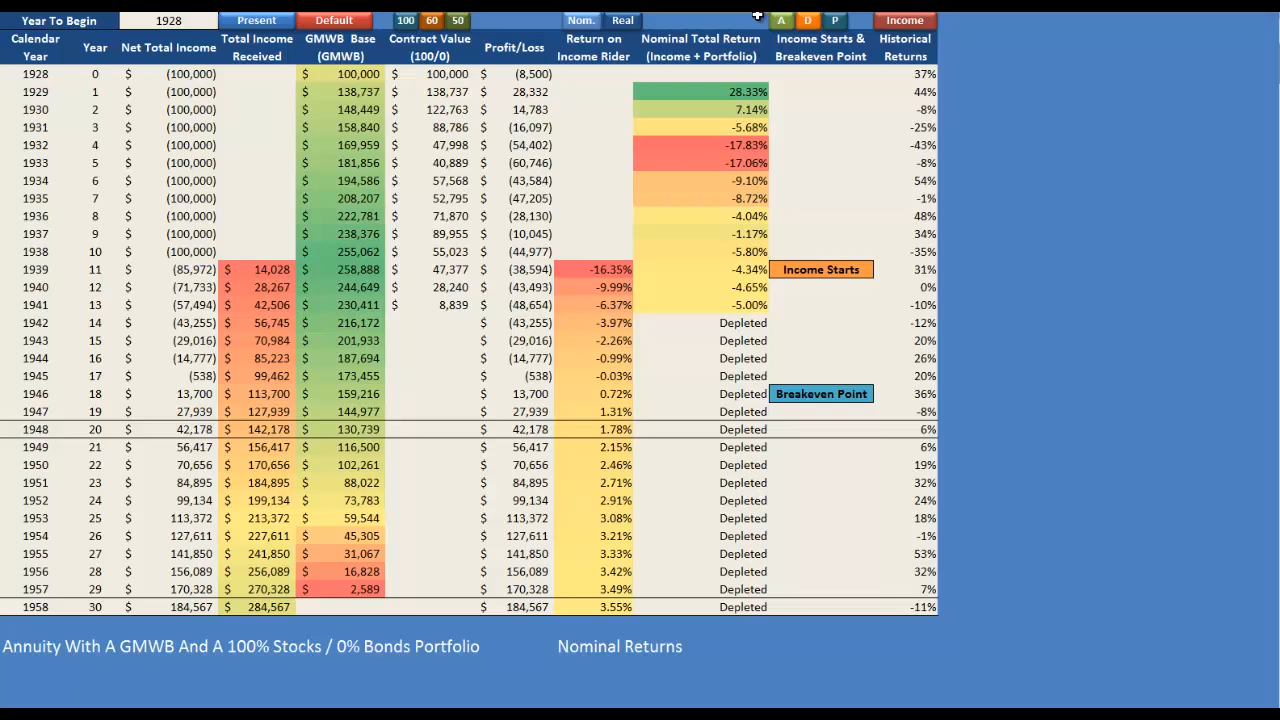 Year To Begin 1928 Present Default 100 60 50 Nom. Real A D P Income
Calendar Year Year Net Total Income Total Income Received GMWB Base (GMWB) Contract Value (100/0) Profit/Loss Return on Income Rider Nominal Total Return (Income + Portfolio) Income Starts & Breakeven Point Historical Returns
1928 0 $ (100,000) $ 100,000 $ 100,000 $ (8,500) 37%
1929 1 $ (100,000) $ 138,737 $ 138,737 $ 28,332 28.33% 44%
1930 2 $ (100,000) $ 148,449 $ 122,763 $ 14,783 7.14% -8%
1931 3 $ (100,000) $ 158,840 $ 88,786 $ (16,097) -5.68% -25%
1932 4 $ (100,000) $ 169,959 $ 47,998 $ (54,402) -17.83% -43%
1933 5 $ (100,000) $ 181,856 $ 40,889 $ (60,746) -17.06% -8%
1934 6 $ (100,000) $ 194,586 $ 57,568 $ (43,584) -9.10% 54%
1935 7 $ (100,000) $ 208,207 $ 52,795 $ (47,205) -8.72% -1%
1936 8 $ (100,000) $ 222,781 $ 71,870 $ (28,130) -4.04% 48%
1937 9 $ (100,000) $ 238,376 $ 89,955 $ (10,045) -1.17% 34%
1938 10 $ (100,000) $ 255,062 $ 55,023 $ (44,977) -5.80% -35%
1939 11 $ (85,972) $ 14,028 $ 258,888 $ 47,377 $ (38,594) -16.35% -4.34% Income Starts 31%
1940 12 $ (71,733) $ 28,267 $ 244,649 $ 28,240 $ (43,493) -9.99% -4.65% 0%
1941 13 $ (57,494) $ 42,506 $ 230,411 $ 8,839 $ (48,654) -6.37% -5.00% -10%
1942 14 $ (43,255) $ 56,745 $ 216,172 $ (43,255) -3.97% Depleted -12%
1943 15 $ (29,016) $ 70,984 $ 201,933 $ (29,016) -2.26% Depleted 20%
1944 16 $ (14,777) $ 85,223 $ 187,694 $ (14,777) -0.99% Depleted 26%
1945 17 $ (538) $ 99,462 $ 173,455 $ (538) -0.03% Depleted 20%
1946 18 $ 13,700 $ 113,700 $ 159,216 $ 13,700 0.72% Depleted Breakeven Point 36%
1947 19 $ 27,939 $ 127,939 $ 144,977 $ 27,939 1.31% Depleted -8%
1948 20 $ 42,178 $ 142,178 $ 130,739 $ 42,178 1.78% Depleted 6%
1949 21 $ 56,417 $ 156,417 $ 116,500 $ 56,417 2.15% Depleted 6%
1950 22 $ 70,656 $ 170,656 $ 102,261 $ 70,656 2.46% Depleted 19%
1951 23 $ 84,895 $ 184,895 $ 88,022 $ 84,895 2.71% Depleted 32%
1952 24 $ 99,134 $ 199,134 $ 73,783 $ 99,134 2.91% Depleted 24%
1953 25 $ 113,372 $ 213,372 $ 59,544 $ 113,372 3.08% Depleted 18%
1954 26 $ 127,611 $ 227,611 $ 45,305 $ 127,611 3.21% Depleted -1%
1955 27 $ 141,850 $ 241,850 $ 31,067 $ 141,850 3.33% Depleted 53%
1956 28 $ 156,089 $ 256,089 $ 16,828 $ 156,089 3.42% Depleted 32%
1957 29 $ 170,328 $ 270,328 $ 2,589 $ 170,328 3.49% Depleted 7%
1958 30 $ 184,567 $ 284,567 $ 184,567 3.55% Depleted -11%
Annuity With A GMWB And A 100% Stocks / 0% Bonds Portfolio Nominal Returns